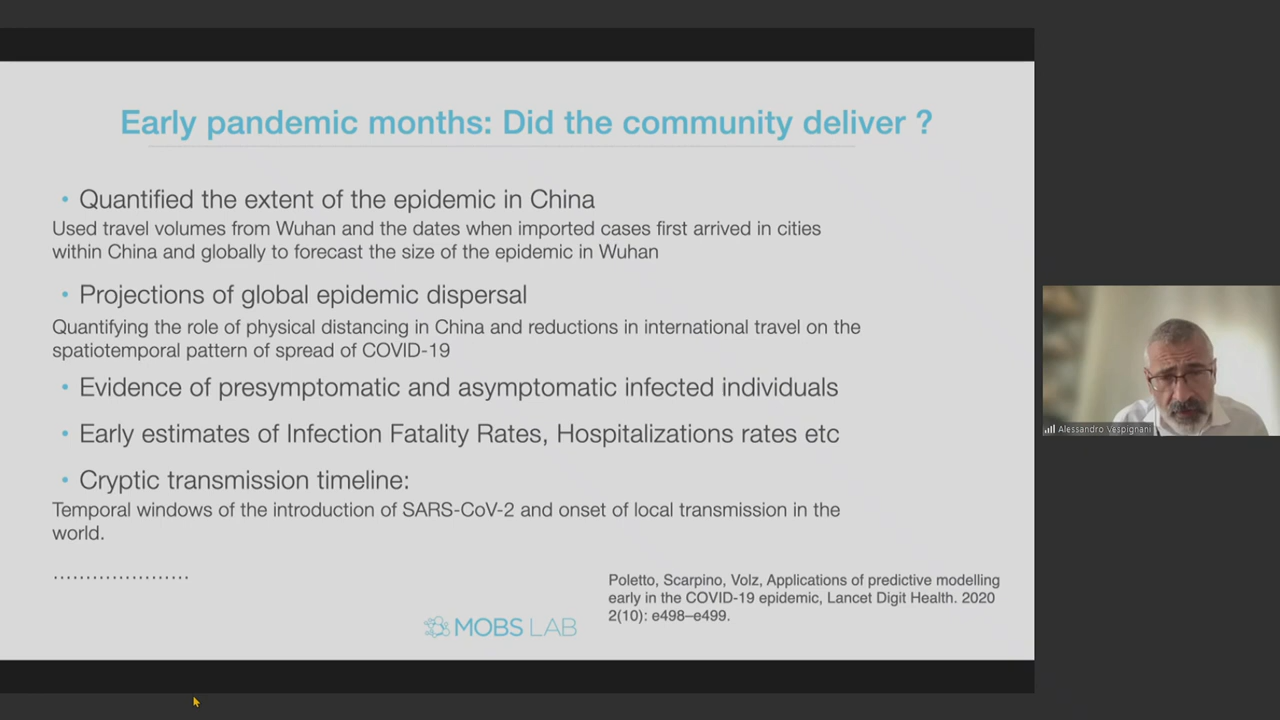 Early pandemic months: Did the community deliver ?
• Quantified the extent of the epidemic in China
Used travel volumes from Wuhan and the dates when imported cases first arrived in cities
within China and globally to forecast the size of the epidemic in Wuhan
• Projections of global epidemic dispersal
Quantifying the role of physical distancing in China and reductions in international travel on the
spatiotemporal pattern of spread of COVID-19
• Evidence of presymptomatic and asymptomatic infected individuals
• Early estimates of Infection Fatality Rates, Hospitalizations rates etc
• Cryptic transmission timeline:
Temporal windows of the introduction of SARS-CoV-2 and onset of local transmission in the
world.
.....................
Poletto, Scarpino, Volz, Applications of predictive modelling
early in the COVID-19 epidemic, Lancet Digit Health. 2020
2(10): e498–e499.
MOBS LAB
Alessandro Vespignani